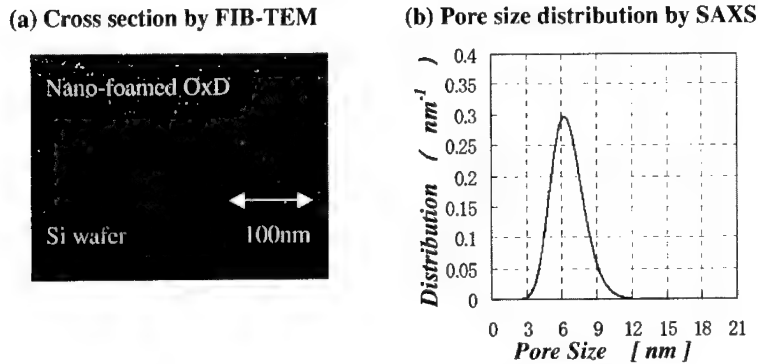 (a) Cross section by FIB-TEM
Nano-foamed OxD
Si wafer
100nm
(b) Pore size distribution by SAXS
Distribution ( nm⁻¹ )
0.4
0.35
0.3
0.25
0.2
0.15
0.1
0.05
0
0 3 6 9 12 15 18 21
Pore Size [ nm ]